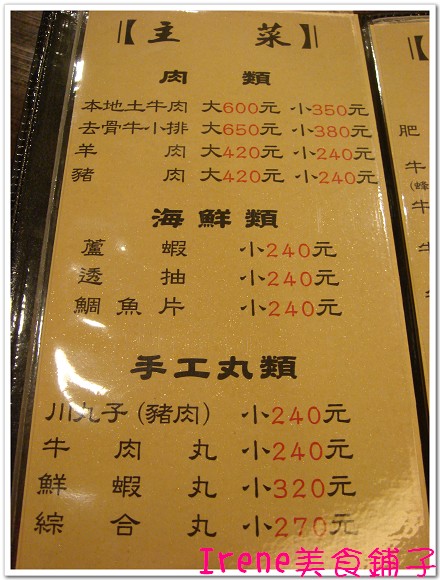 【主菜】
肉類
本地土牛肉 大600元 小350元
去骨牛小排 大650元 小380元
羊肉 大420元 小240元
豬肉 大420元 小240元
海鮮類
蘆蝦 小240元
透抽 小240元
鯛魚片 小240元
手工丸類
川丸子(豬肉) 小240元
牛肉丸 小240元
鮮蝦丸 小320元
綜合丸 小270元
肥
牛
牛
牛
Irene美食鋪子